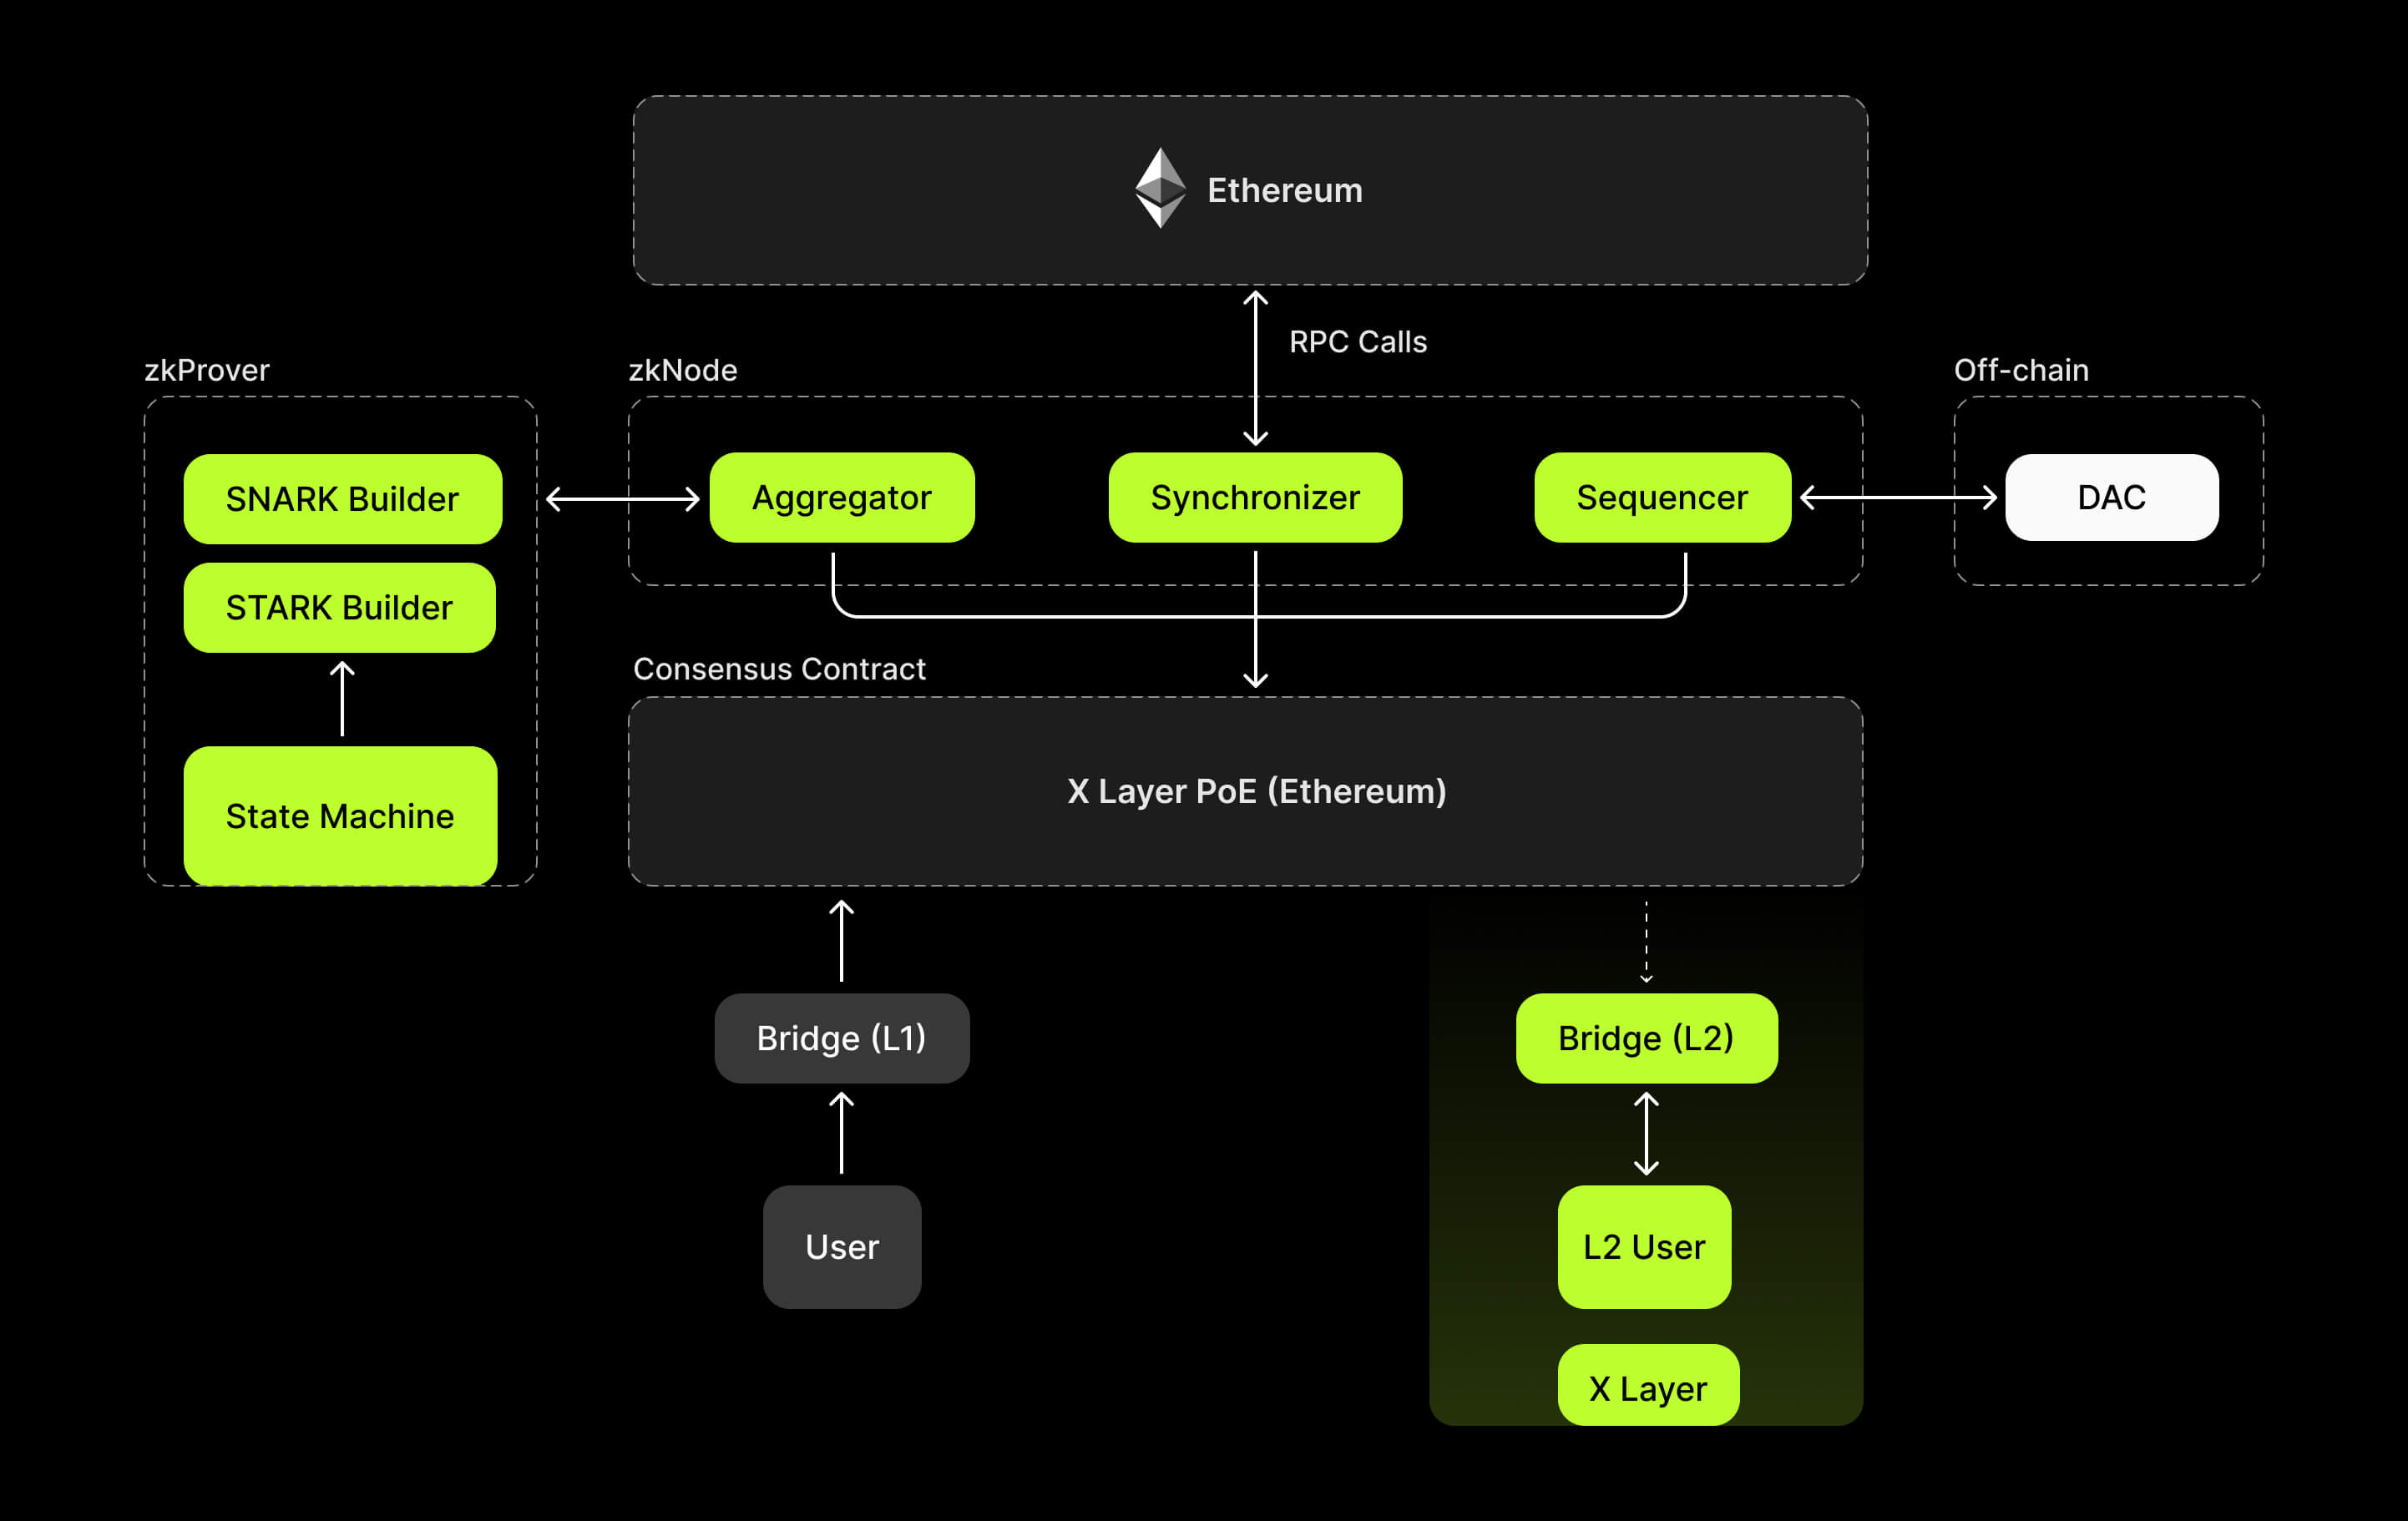 Ethereum
RPC Calls
zkProver
zkNode
Off-chain
SNARK Builder
Aggregator
Synchronizer
Sequencer
DAC
STARK Builder
Consensus Contract
State Machine
X Layer PoE (Ethereum)
Bridge (L1)
Bridge (L2)
User
L2 User
X Layer